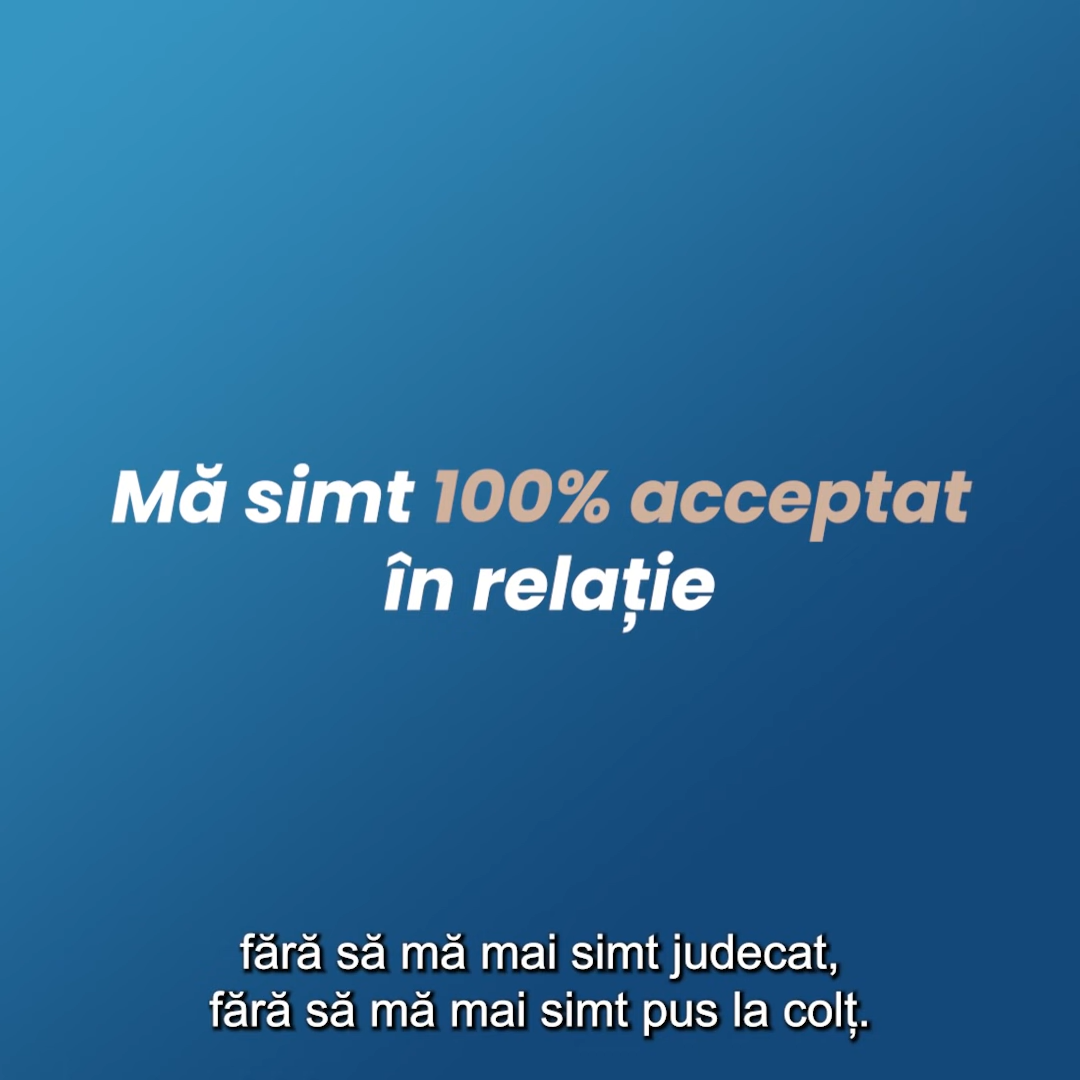 Mă simt 100% acceptat
în relație
fără să mă mai simt judecat,
fără să mă mai simt pus la colț.